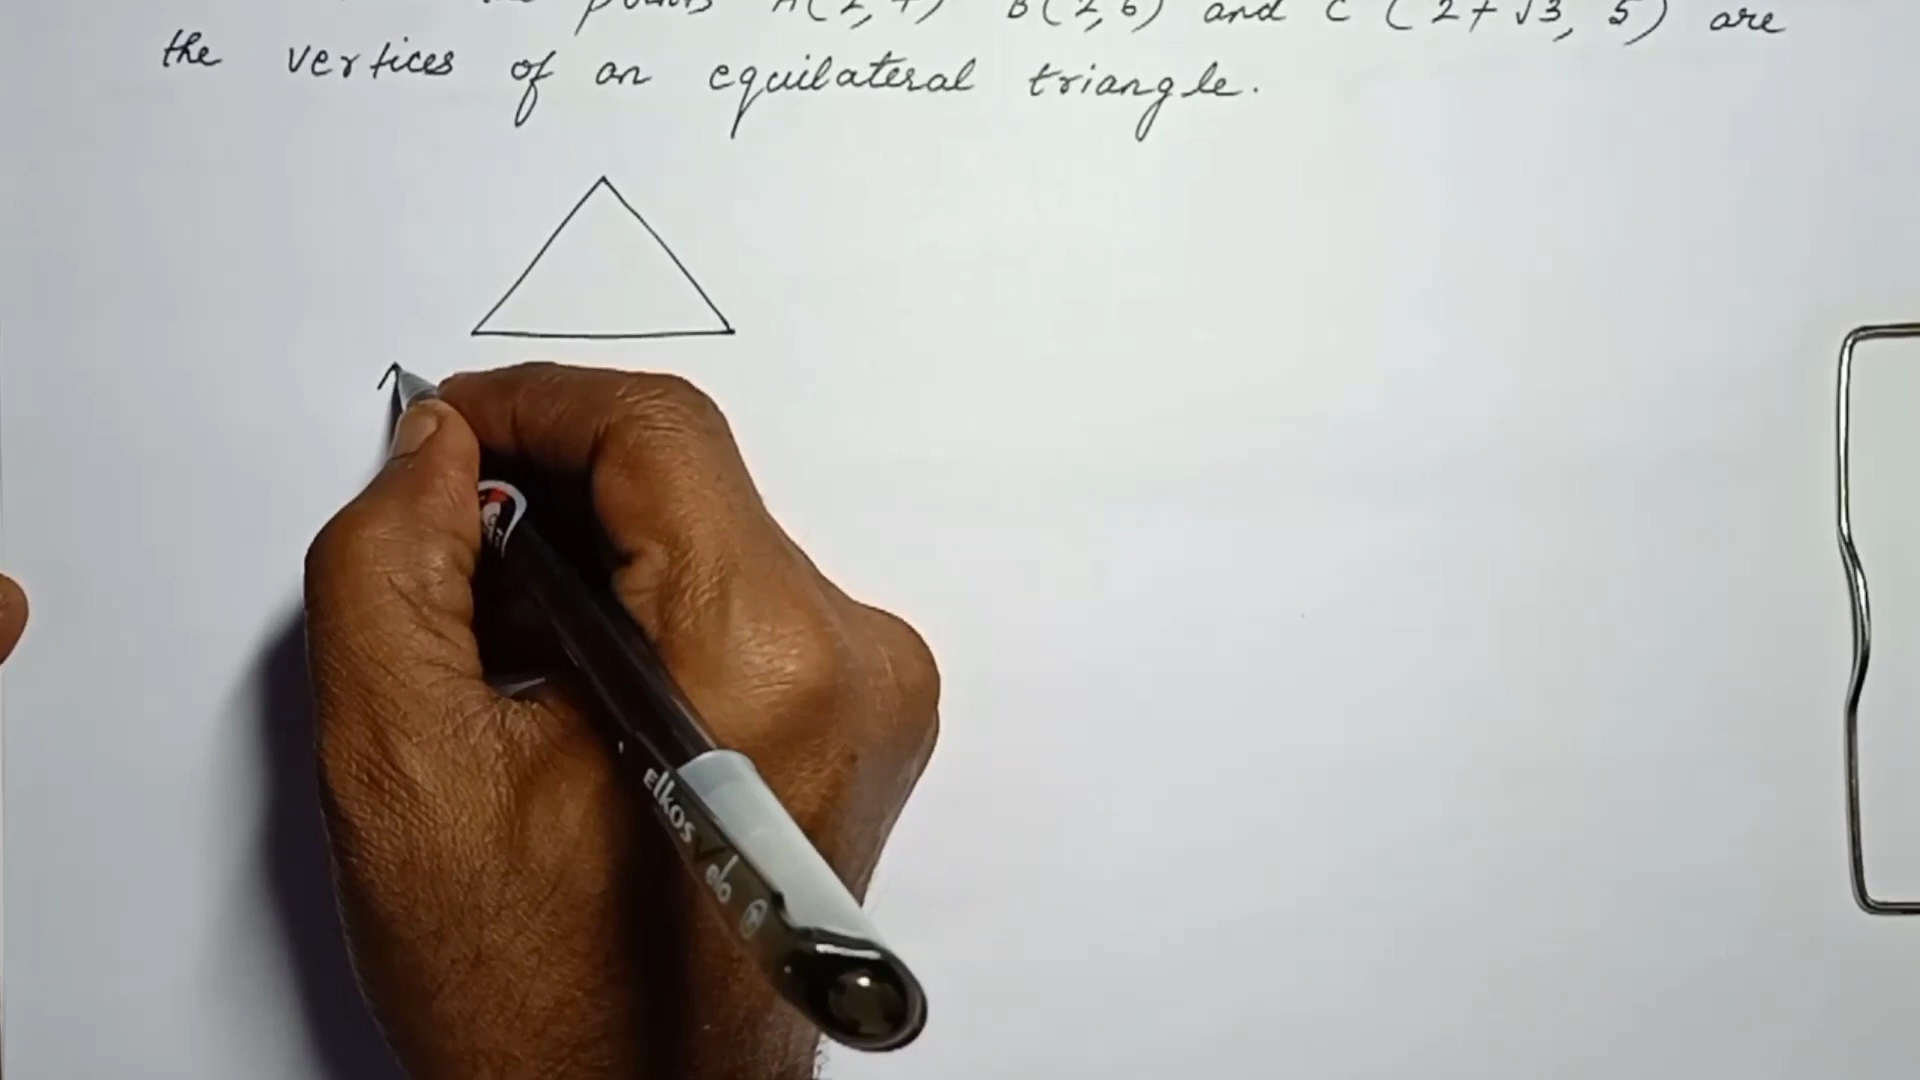 points A(2,4) B(2,6) and C (2+√3, 5) are
the vertices of an equilateral triangle.
elkos